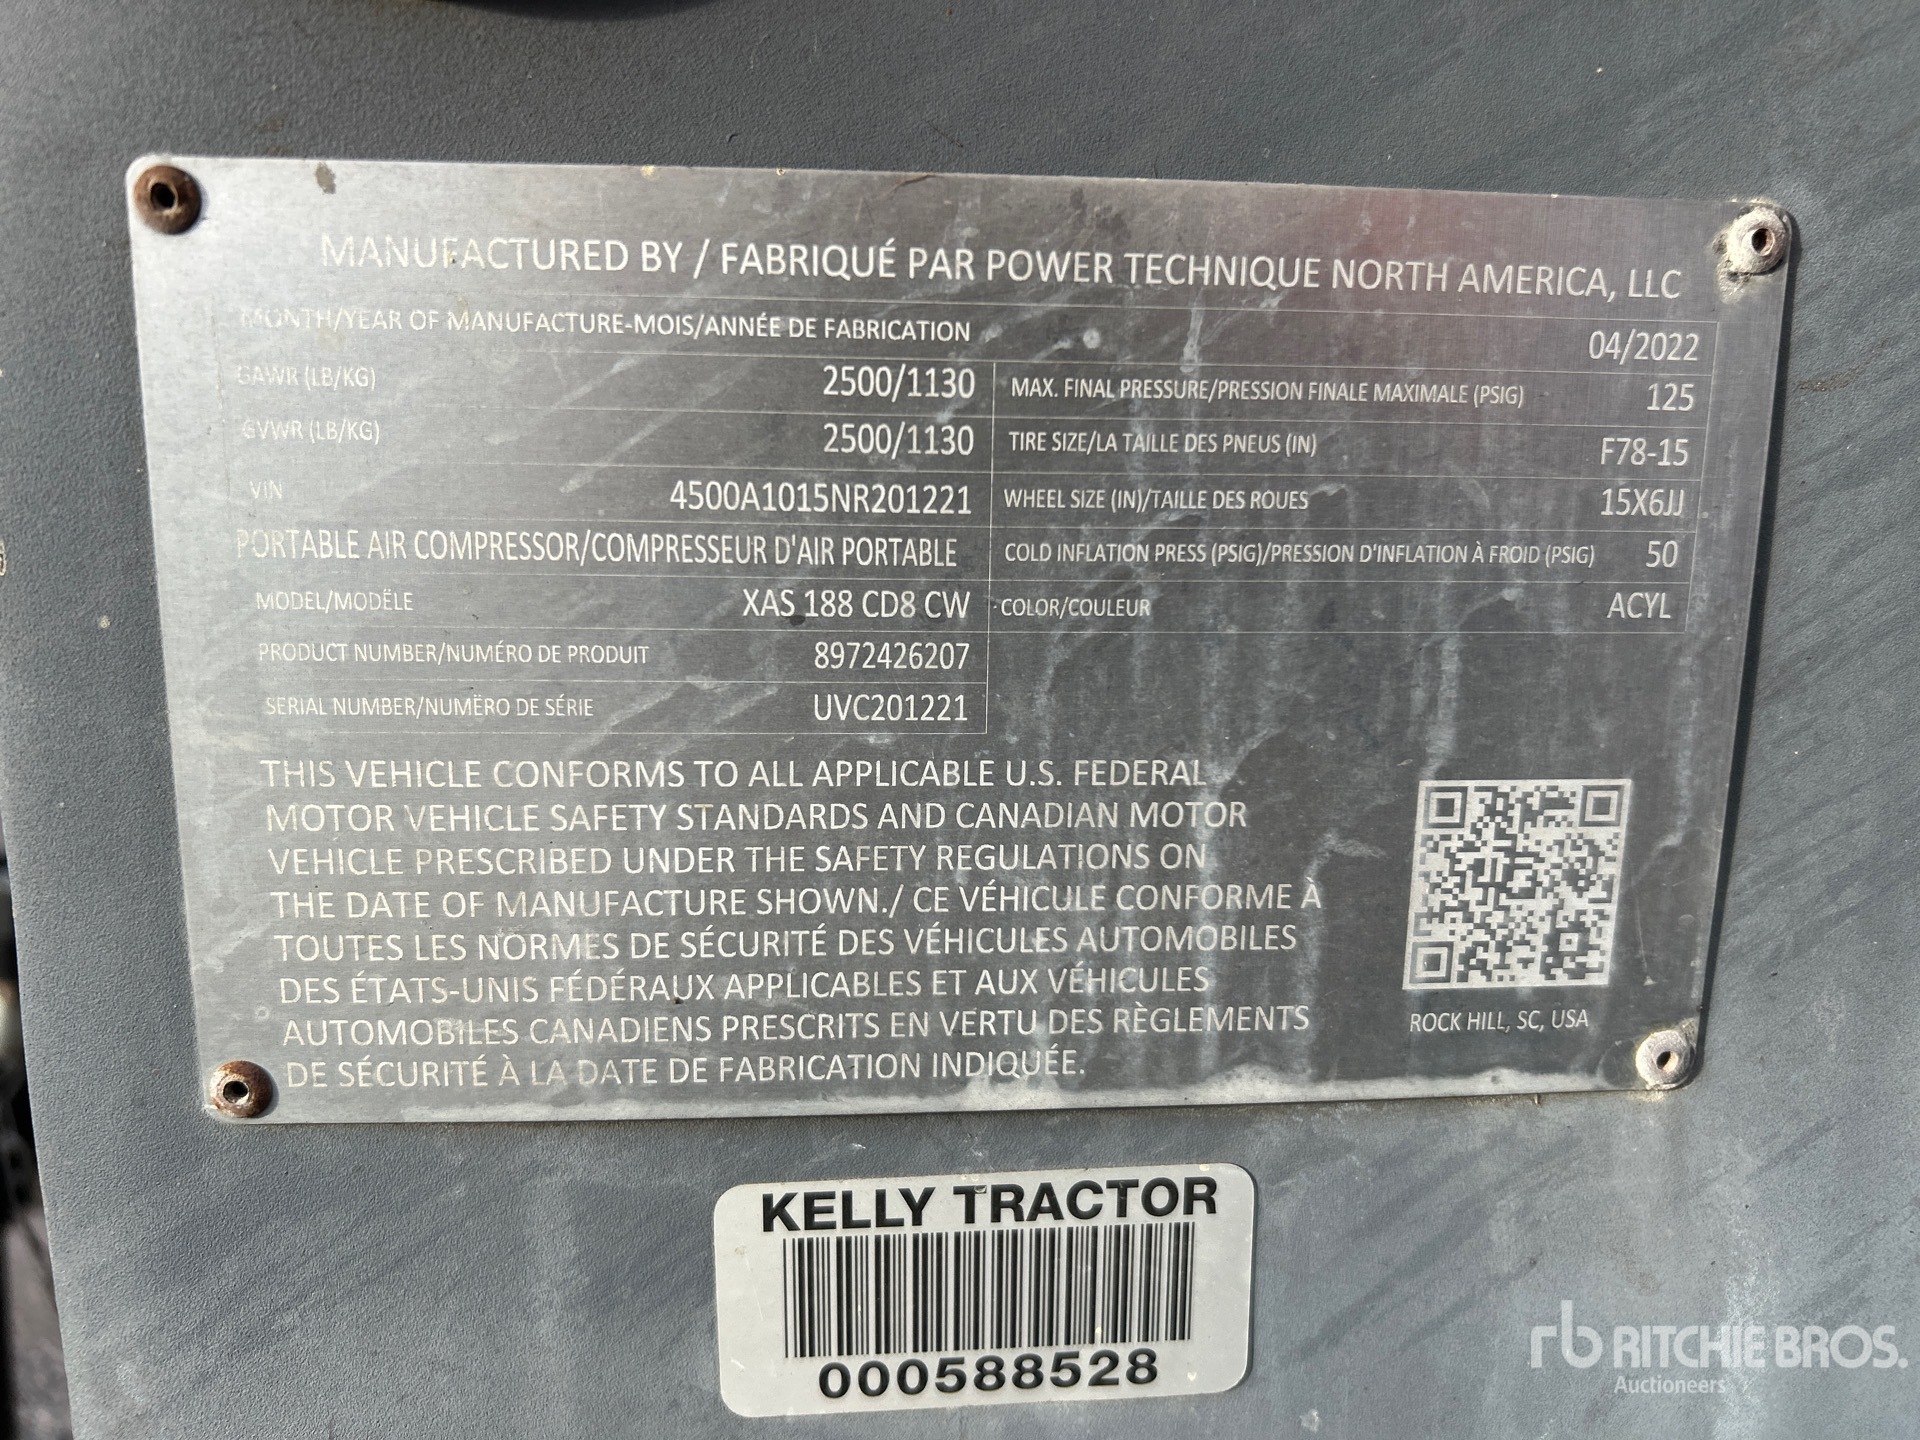 MANUFACTURED BY / FABRIQUÉ PAR POWER TECHNIQUE NORTH AMERICA, LLC
MONTH/YEAR OF MANUFACTURE-MOIS/ANNÉE DE FABRICATION 04/2022
GAWR (LB/KG) 2500/1130 MAX. FINAL PRESSURE/PRESSION FINALE MAXIMALE (PSIG) 125
GVWR (LB/KG) 2500/1130 TIRE SIZE/LA TAILLE DES PNEUS (IN) F78-15
VIN 4500A1015NR201221 WHEEL SIZE (IN)/TAILLE DES ROUES 15X6JJ
PORTABLE AIR COMPRESSOR/COMPRESSEUR D'AIR PORTABLE COLD INFLATION PRESS (PSIG)/PRESSION D'INFLATION À FROID (PSIG) 50
MODEL/MODËLE XAS 188 CD8 CW COLOR/COULEUR ACYL
PRODUCT NUMBER/NUMÉRO DE PRODUIT 8972426207
SERIAL NUMBER/NUMËRO DE SÉRIE UVC201221
THIS VEHICLE CONFORMS TO ALL APPLICABLE U.S. FEDERAL
MOTOR VEHICLE SAFETY STANDARDS AND CANADIAN MOTOR
VEHICLE PRESCRIBED UNDER THE SAFETY REGULATIONS ON
THE DATE OF MANUFACTURE SHOWN./ CE VÉHICULE CONFORME À
TOUTES LES NORMES DE SÉCURITÉ DES VÉHICULES AUTOMOBILES
DES ÉTATS-UNIS FÉDÉRAUX APPLICABLES ET AUX VÉHICULES
AUTOMOBILES CANADIENS PRESCRITS EN VERTU DES RÈGLEMENTS
DE SÉCURITÉ À LA DATE DE FABRICATION INDIQUÉE.
ROCK HILL, SC, USA
KELLY TRACTOR
000588528
rb RITCHIE BROS.
Auctioneers